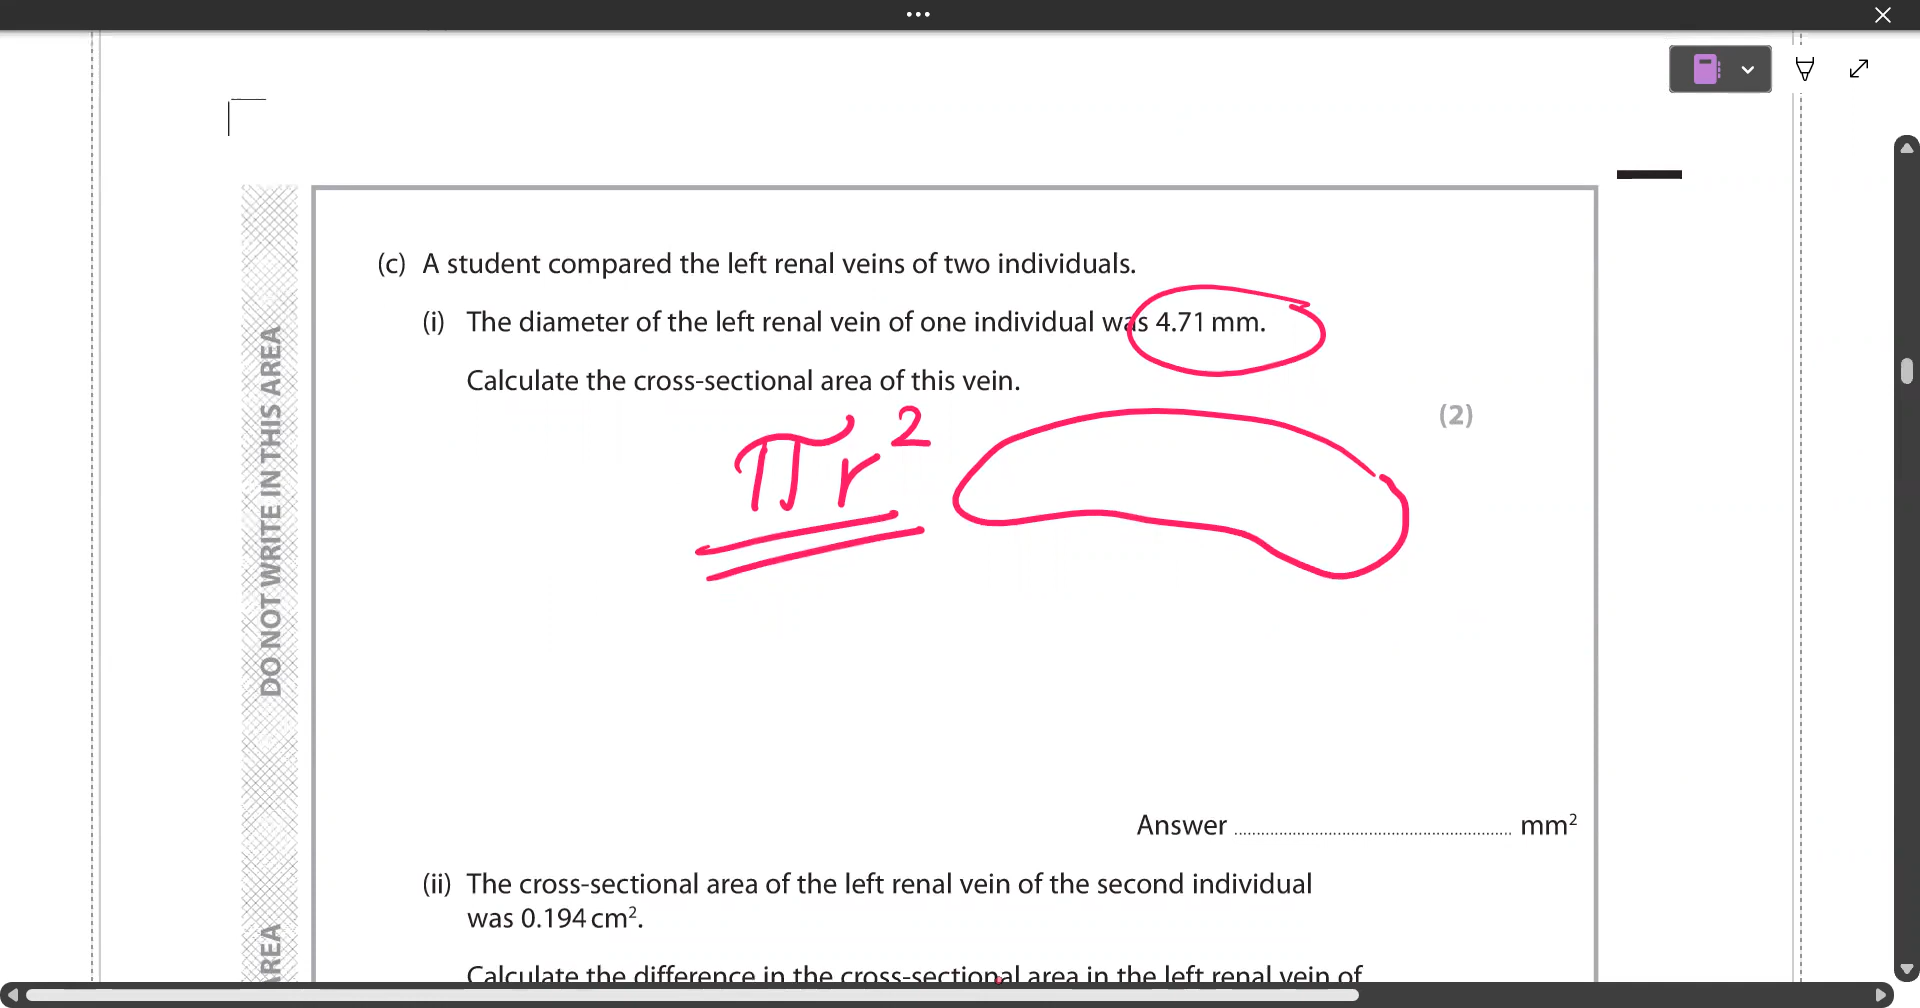 (c) A student compared the left renal veins of two individuals.
(i) The diameter of the left renal vein of one individual was 4.71 mm.
Calculate the cross-sectional area of this vein.
(2)
πr²
Answer ........................................ mm²
(ii) The cross-sectional area of the left renal vein of the second individual
was 0.194 cm².
Calculate the difference in the cross-sectional area in the left renal vein of
DO NOT WRITE IN THIS AREA
AREA